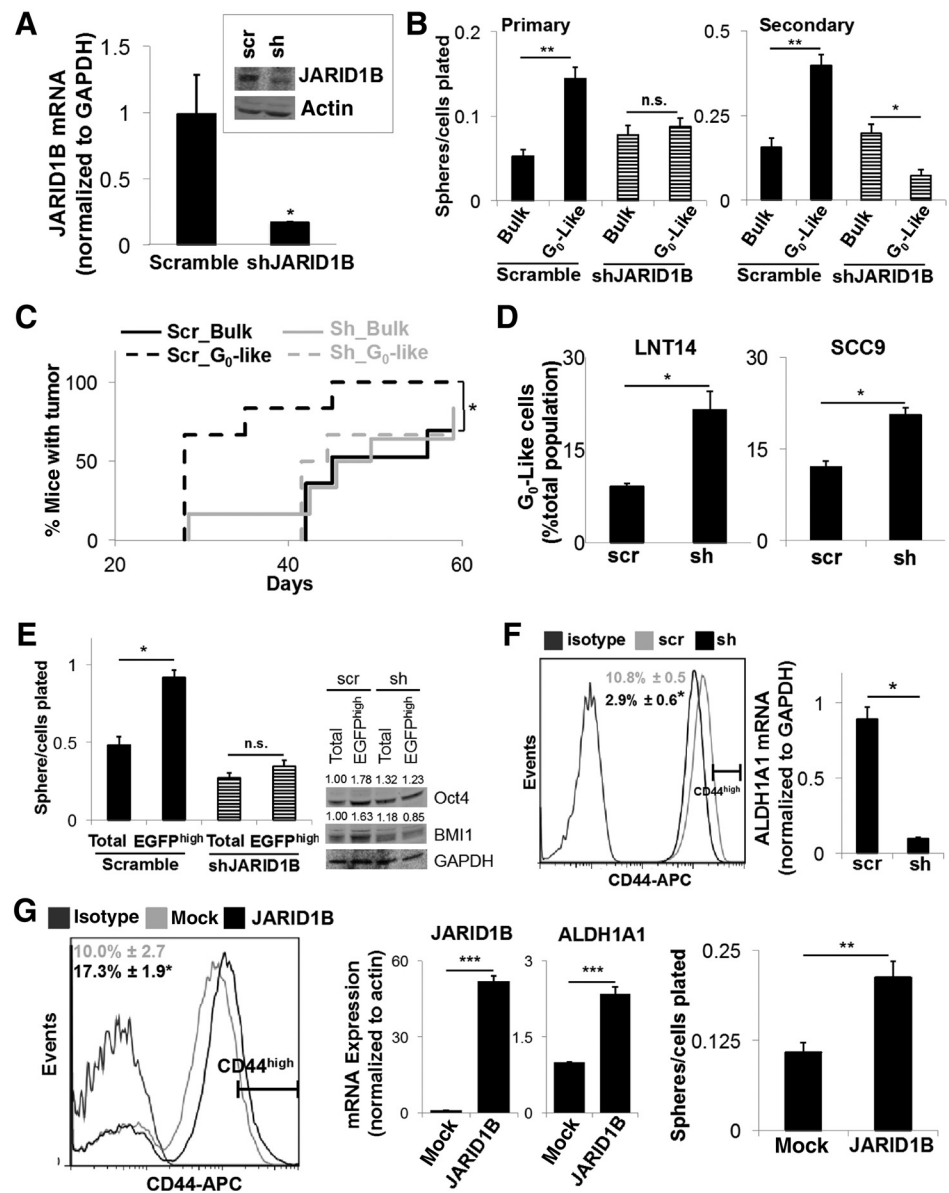 A
JARID1B mRNA
(normalized to GAPDH)
1.5
1
0.5
0
*
Scramble
shJARID1B
scr
sh
JARID1B
Actin
B
Spheres/cells plated
Primary
0.2
0.1
0
**
n.s.
Bulk
G₀-Like
Bulk
G₀-Like
Scramble
shJARID1B
Secondary
0.5
0.25
0
**
*
Bulk
G₀-Like
Bulk
G₀-Like
Scramble
shJARID1B
C
Scr_Bulk
Scr_G₀-like
Sh_Bulk
Sh_G₀-like
% Mice with tumor
100
50
0
*
20
40
60
Days
D
G₀-Like cells
(%total population)
LNT14
30
15
0
*
scr
sh
SCC9
30
15
0
*
scr
sh
E
Sphere/cells plated
1
0.5
0
*
n.s.
Total EGFPhigh
Total EGFPhigh
Scramble
shJARID1B
scr
sh
Total
EGFPhigh
Total
EGFPhigh
1.00 1.78 1.32 1.23
Oct4
1.00 1.63 1.18 0.85
BMI1
GAPDH
F
isotype
scr
sh
10.8% ± 0.5
2.9% ± 0.6*
Events
CD44high
CD44-APC
ALDH1A1 mRNA
(normalized to GAPDH)
1
0.5
0
*
scr
sh
G
Isotype
Mock
JARID1B
10.0% ± 2.7
17.3% ± 1.9*
Events
CD44high
CD44-APC
mRNA Expression
(normalized to actin)
JARID1B
60
30
0
***
Mock
JARID1B
ALDH1A1
3
1.5
0
***
Mock
JARID1B
Spheres/cells plated
0.25
0.125
0
**
Mock
JARID1B